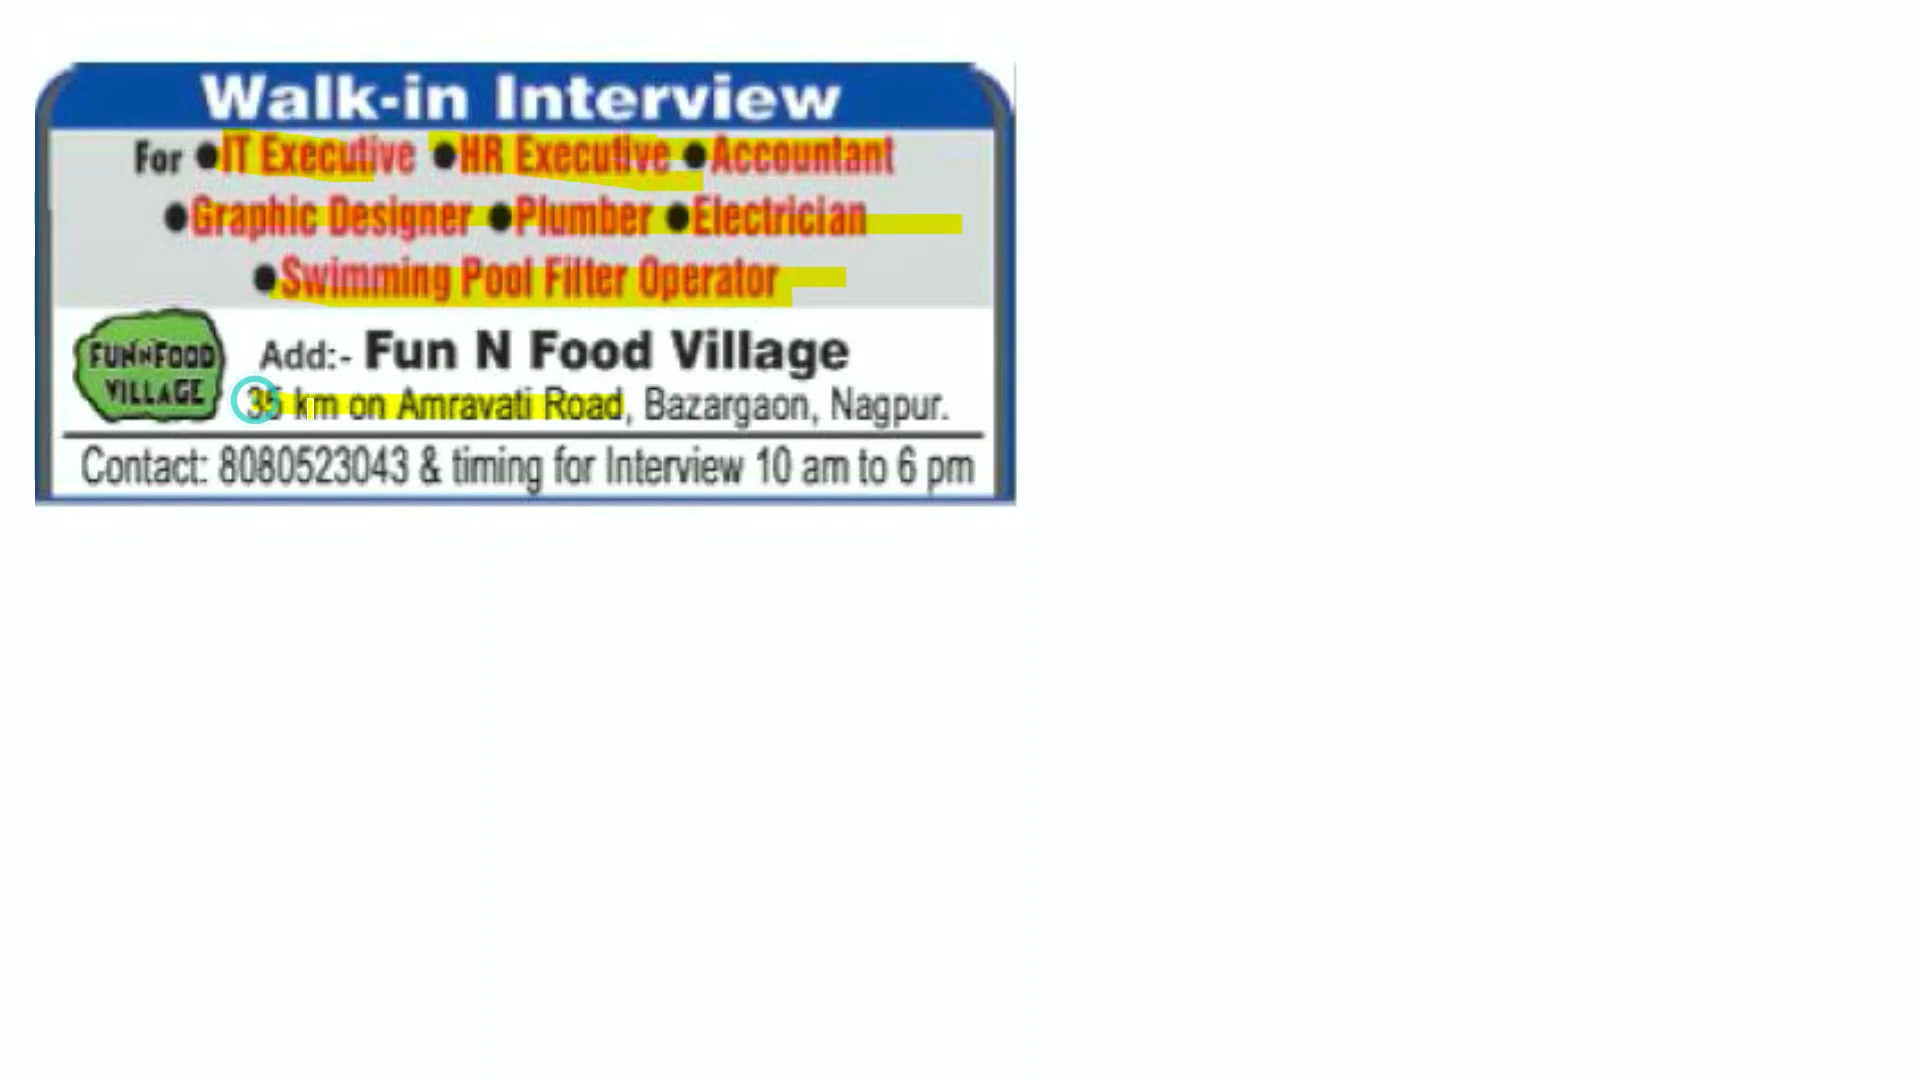 Walk-in Interview
For ●IT Executive ●HR Executive ●Accountant
●Graphic Designer ●Plumber ●Electrician
●Swimming Pool Filter Operator
FUNNFOOD
VILLAGE
Add:- Fun N Food Village
35 km on Amravati Road, Bazargaon, Nagpur.
Contact: 8080523043 & timing for Interview 10 am to 6 pm